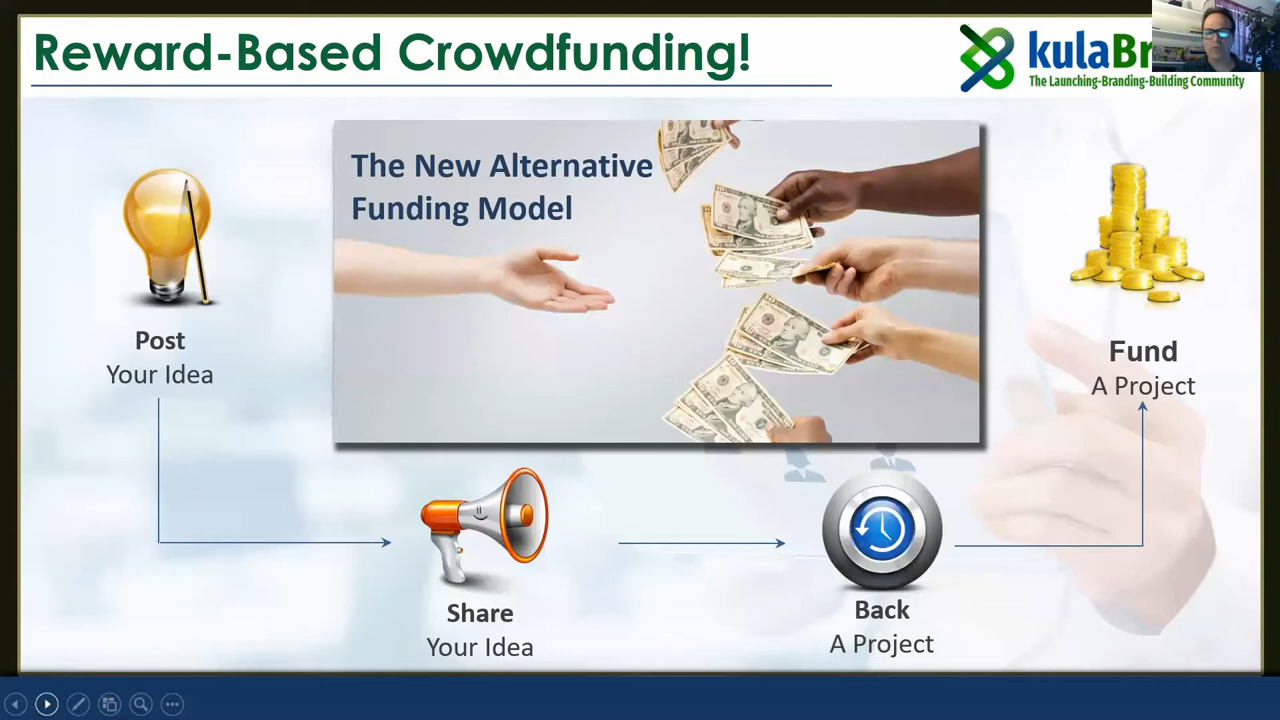 Reward-Based Crowdfunding!
kulaBr
The Launching-Branding-Building Community
The New Alternative
Funding Model
Post
Your Idea
Fund
A Project
Share
Your Idea
Back
A Project